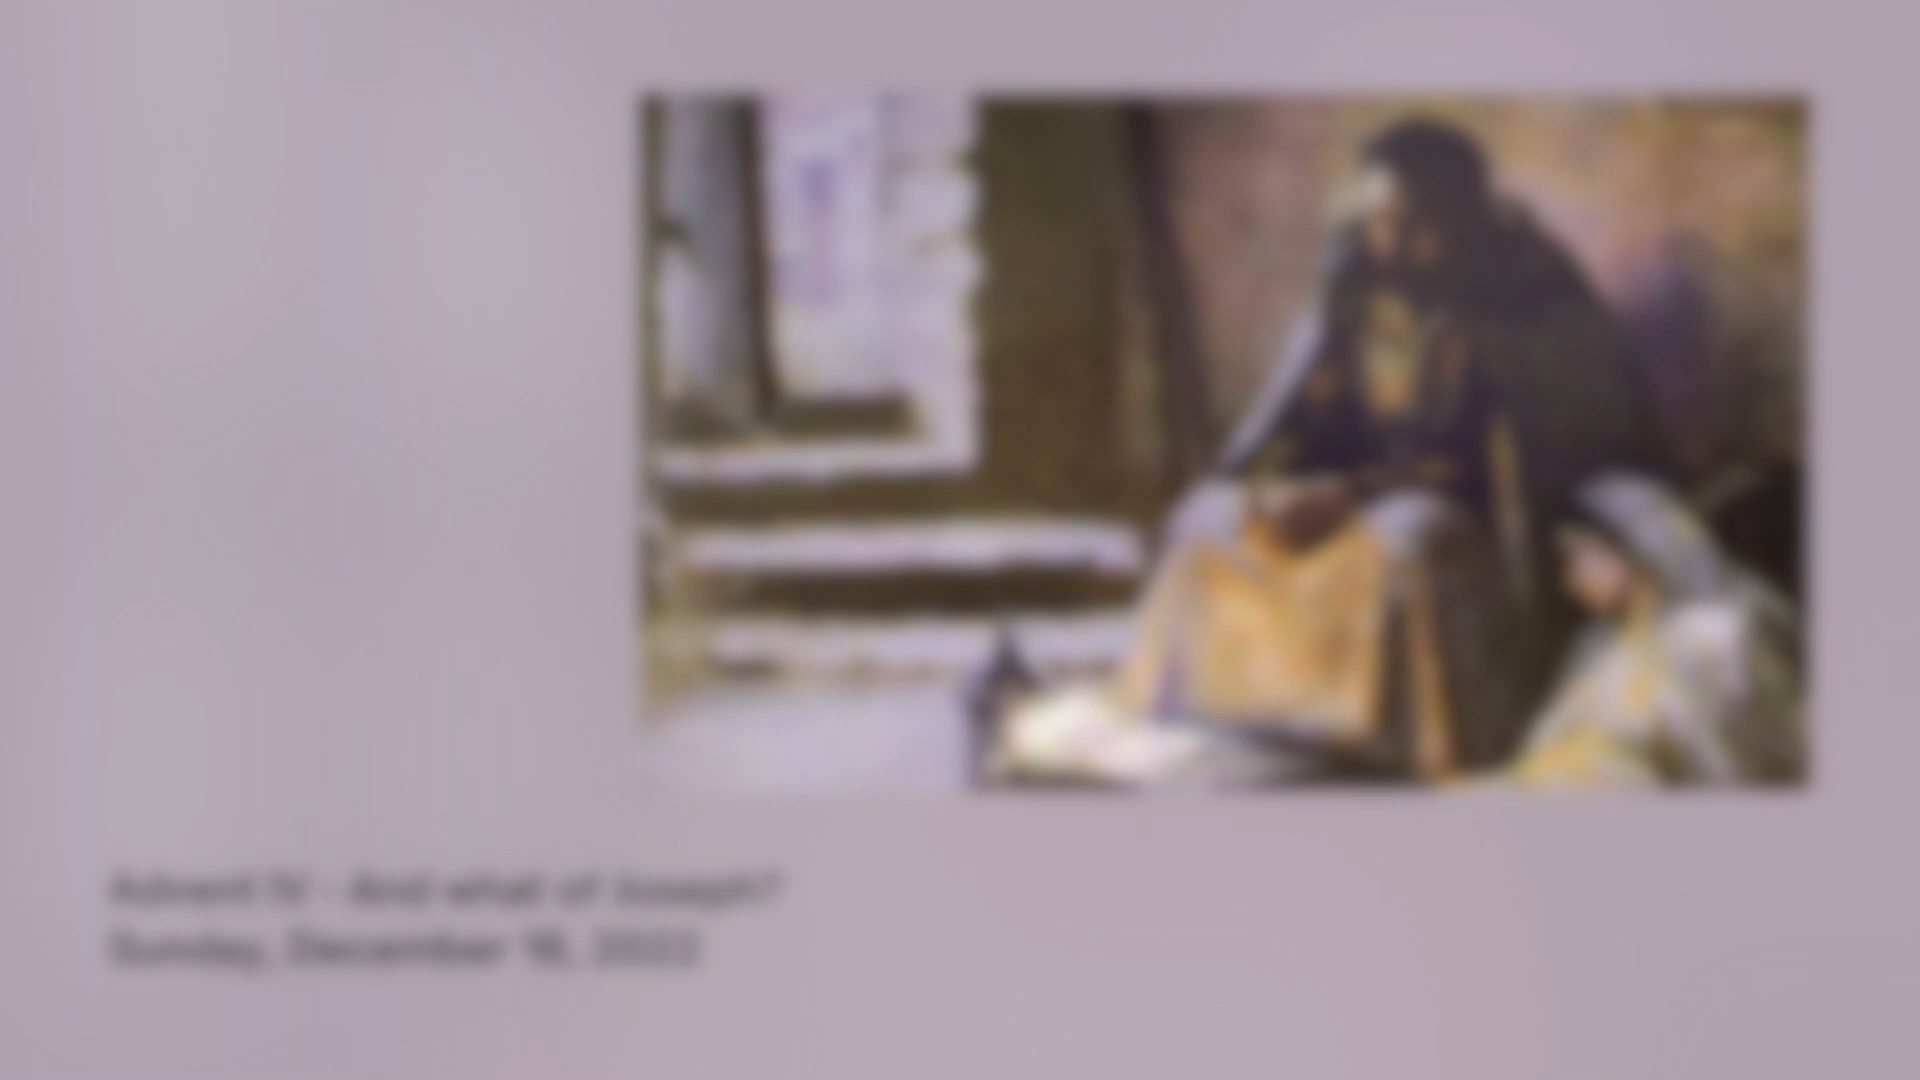 Advent IV - And what of Joseph?
Sunday, December 18, 2022